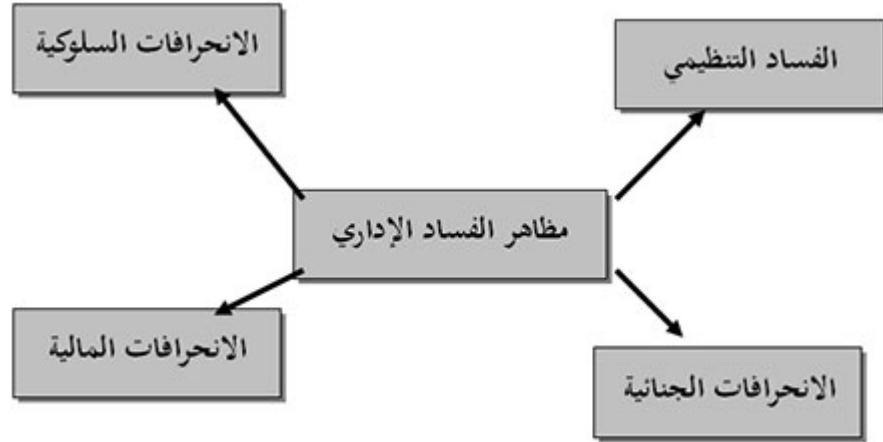 الفساد التنظيمي
الانحرافات السلوكية
مظاهر الفساد الإداري
الانحرافات الجنائية
الانحرافات المالية